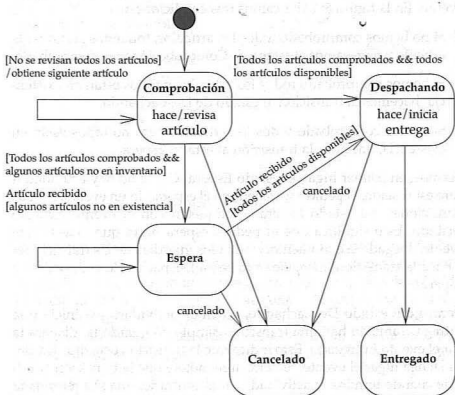 [No se revisan todos los artículos]
/obtiene siguiente artículo
[Todos los artículos comprobados && todos
los artículos disponibles]
Comprobación
hace/revisa
artículo
Despachando
hace/inicia
entrega
[Todos los artículos comprobados &&
algunos artículos no en inventario]
Artículo recibido
[algunos artículos no en existencia]
Artículo recibido
[todos los artículos disponibles]
cancelado
Espera
cancelado
Cancelado
Entregado